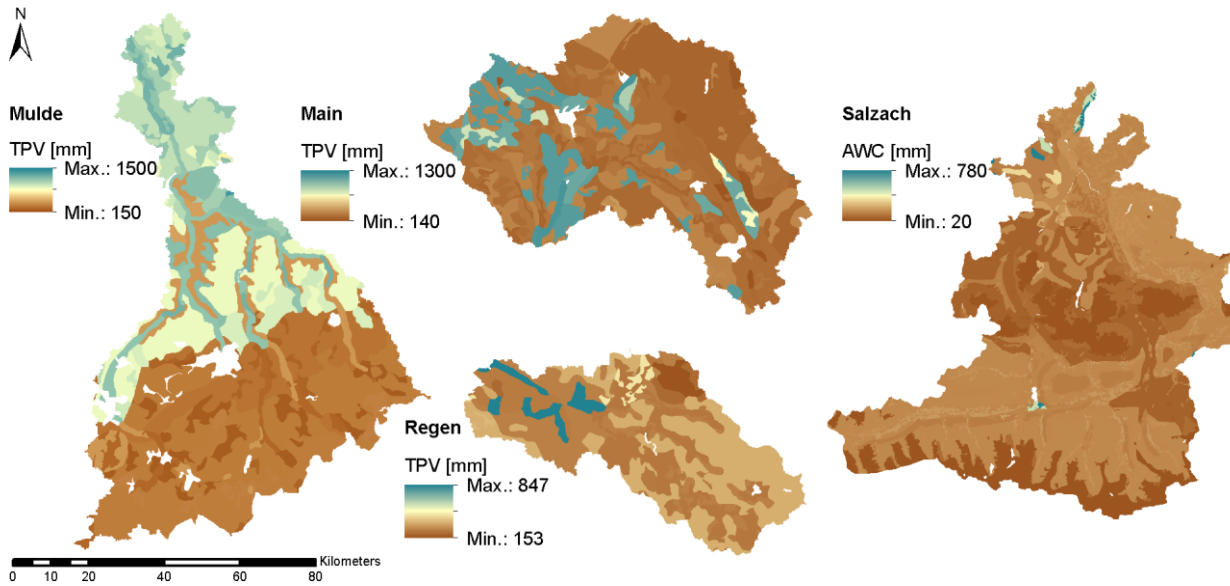 N
Mulde
TPV [mm]
Max.: 1500
Min.: 150
Main
TPV [mm]
Max.: 1300
Min.: 140
Salzach
AWC [mm]
Max.: 780
Min.: 20
Regen
TPV [mm]
Max.: 847
Min.: 153
Kilometers
0 10 20 40 60 80